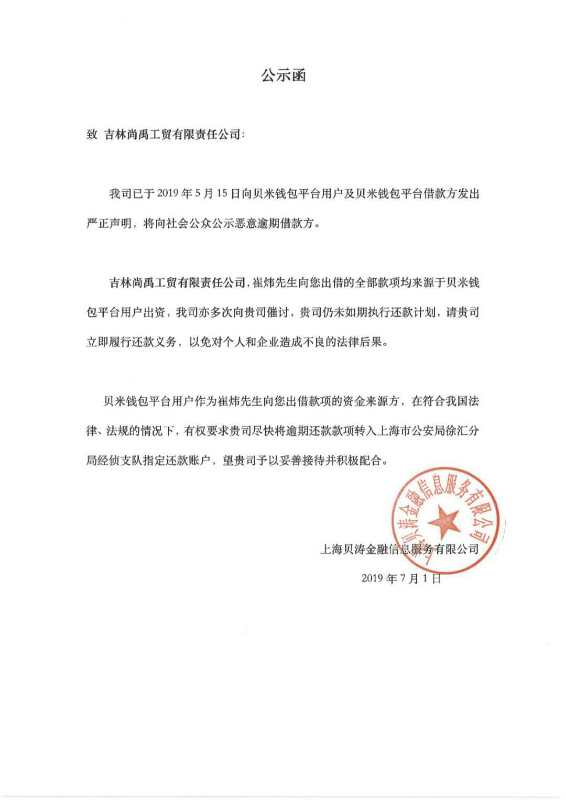 公示函
致 吉林尚禹工贸有限责任公司：
我司已于 2019 年 5 月 15 日向贝米钱包平台用户及贝米钱包平台借款方发出
严正声明，将向社会公众公示恶意逾期借款方。
吉林尚禹工贸有限责任公司，崔炜先生向您出借的全部款项均来源于贝米钱
包平台用户出资，我司亦多次向贵司催讨，贵司仍未如期执行还款计划，请贵司
立即履行还款义务，以免对个人和企业造成不良的法律后果。
贝米钱包平台用户作为崔炜先生向您出借款项的资金来源方，在符合我国法
律、法规的情况下，有权要求贵司尽快将逾期还款款项转入上海市公安局徐汇分
局经侦支队指定还款账户，望贵司予以妥善接待并积极配合。
上海贝涛金融信息服务有限公司
上海贝涛金融信息服务有限公司
2019 年 7 月 1 日